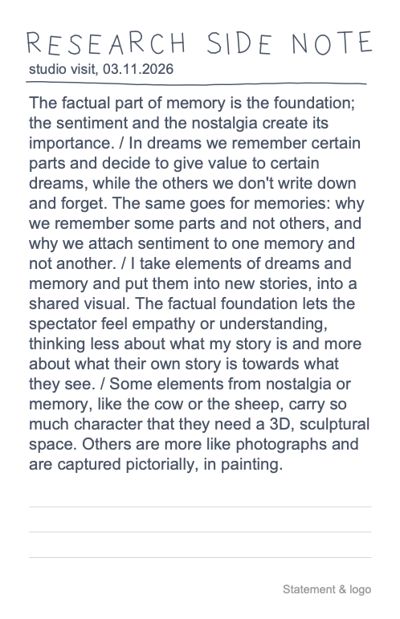 RESEARCH SIDE NOTE
studio visit, 03.11.2026
The factual part of memory is the foundation;
the sentiment and the nostalgia create its
importance. / In dreams we remember certain
parts and decide to give value to certain
dreams, while the others we don't write down
and forget. The same goes for memories: why
we remember some parts and not others, and
why we attach sentiment to one memory and
not another. / I take elements of dreams and
memory and put them into new stories, into a
shared visual. The factual foundation lets the
spectator feel empathy or understanding,
thinking less about what my story is and more
about what their own story is towards what
they see. / Some elements from nostalgia or
memory, like the cow or the sheep, carry so
much character that they need a 3D, sculptural
space. Others are more like photographs and
are captured pictorially, in painting.
Statement & logo